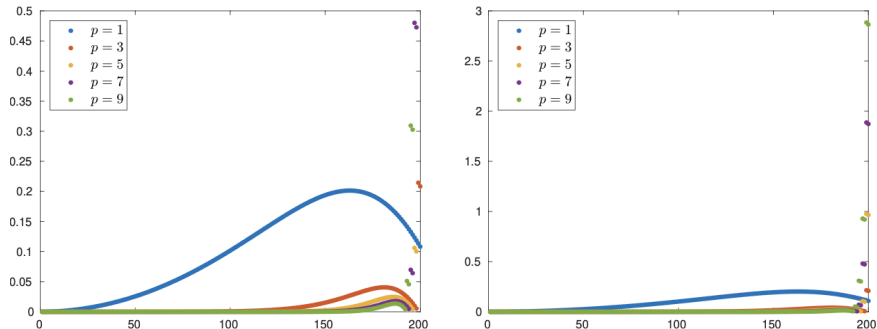 0.5
0.45
0.4
0.35
0.3
0.25
0.2
0.15
0.1
0.05
0
0 50 100 150 200
p = 1
p = 3
p = 5
p = 7
p = 9
3
2.5
2
1.5
1
0.5
0
0 50 100 150 200
p = 1
p = 3
p = 5
p = 7
p = 9